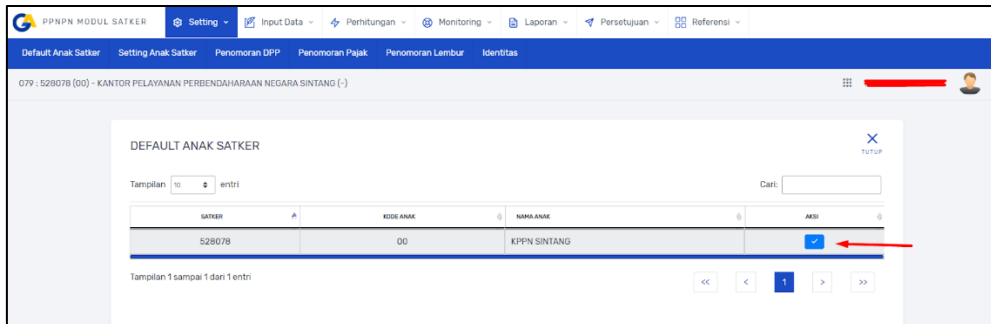 PPNPN MODUL SATKER Setting Input Data Perhitungan Monitoring Laporan Persetujuan Referensi
Default Anak Satker Setting Anak Satker Penomoran DPP Penomoran Pajak Penomoran Lembur Identitas
079 : 528078 (00) - KANTOR PELAYANAN PERBENDAHARAAN NEGARA SINTANG (-)
DEFAULT ANAK SATKER
TUTUP
Tampilan 10 entri Cari:
SATKER KODE ANAK NAMA ANAK AKSI
528078 00 KPPN SINTANG
Tampilan 1 sampai 1 dari 1 entri
<< < 1 > >>